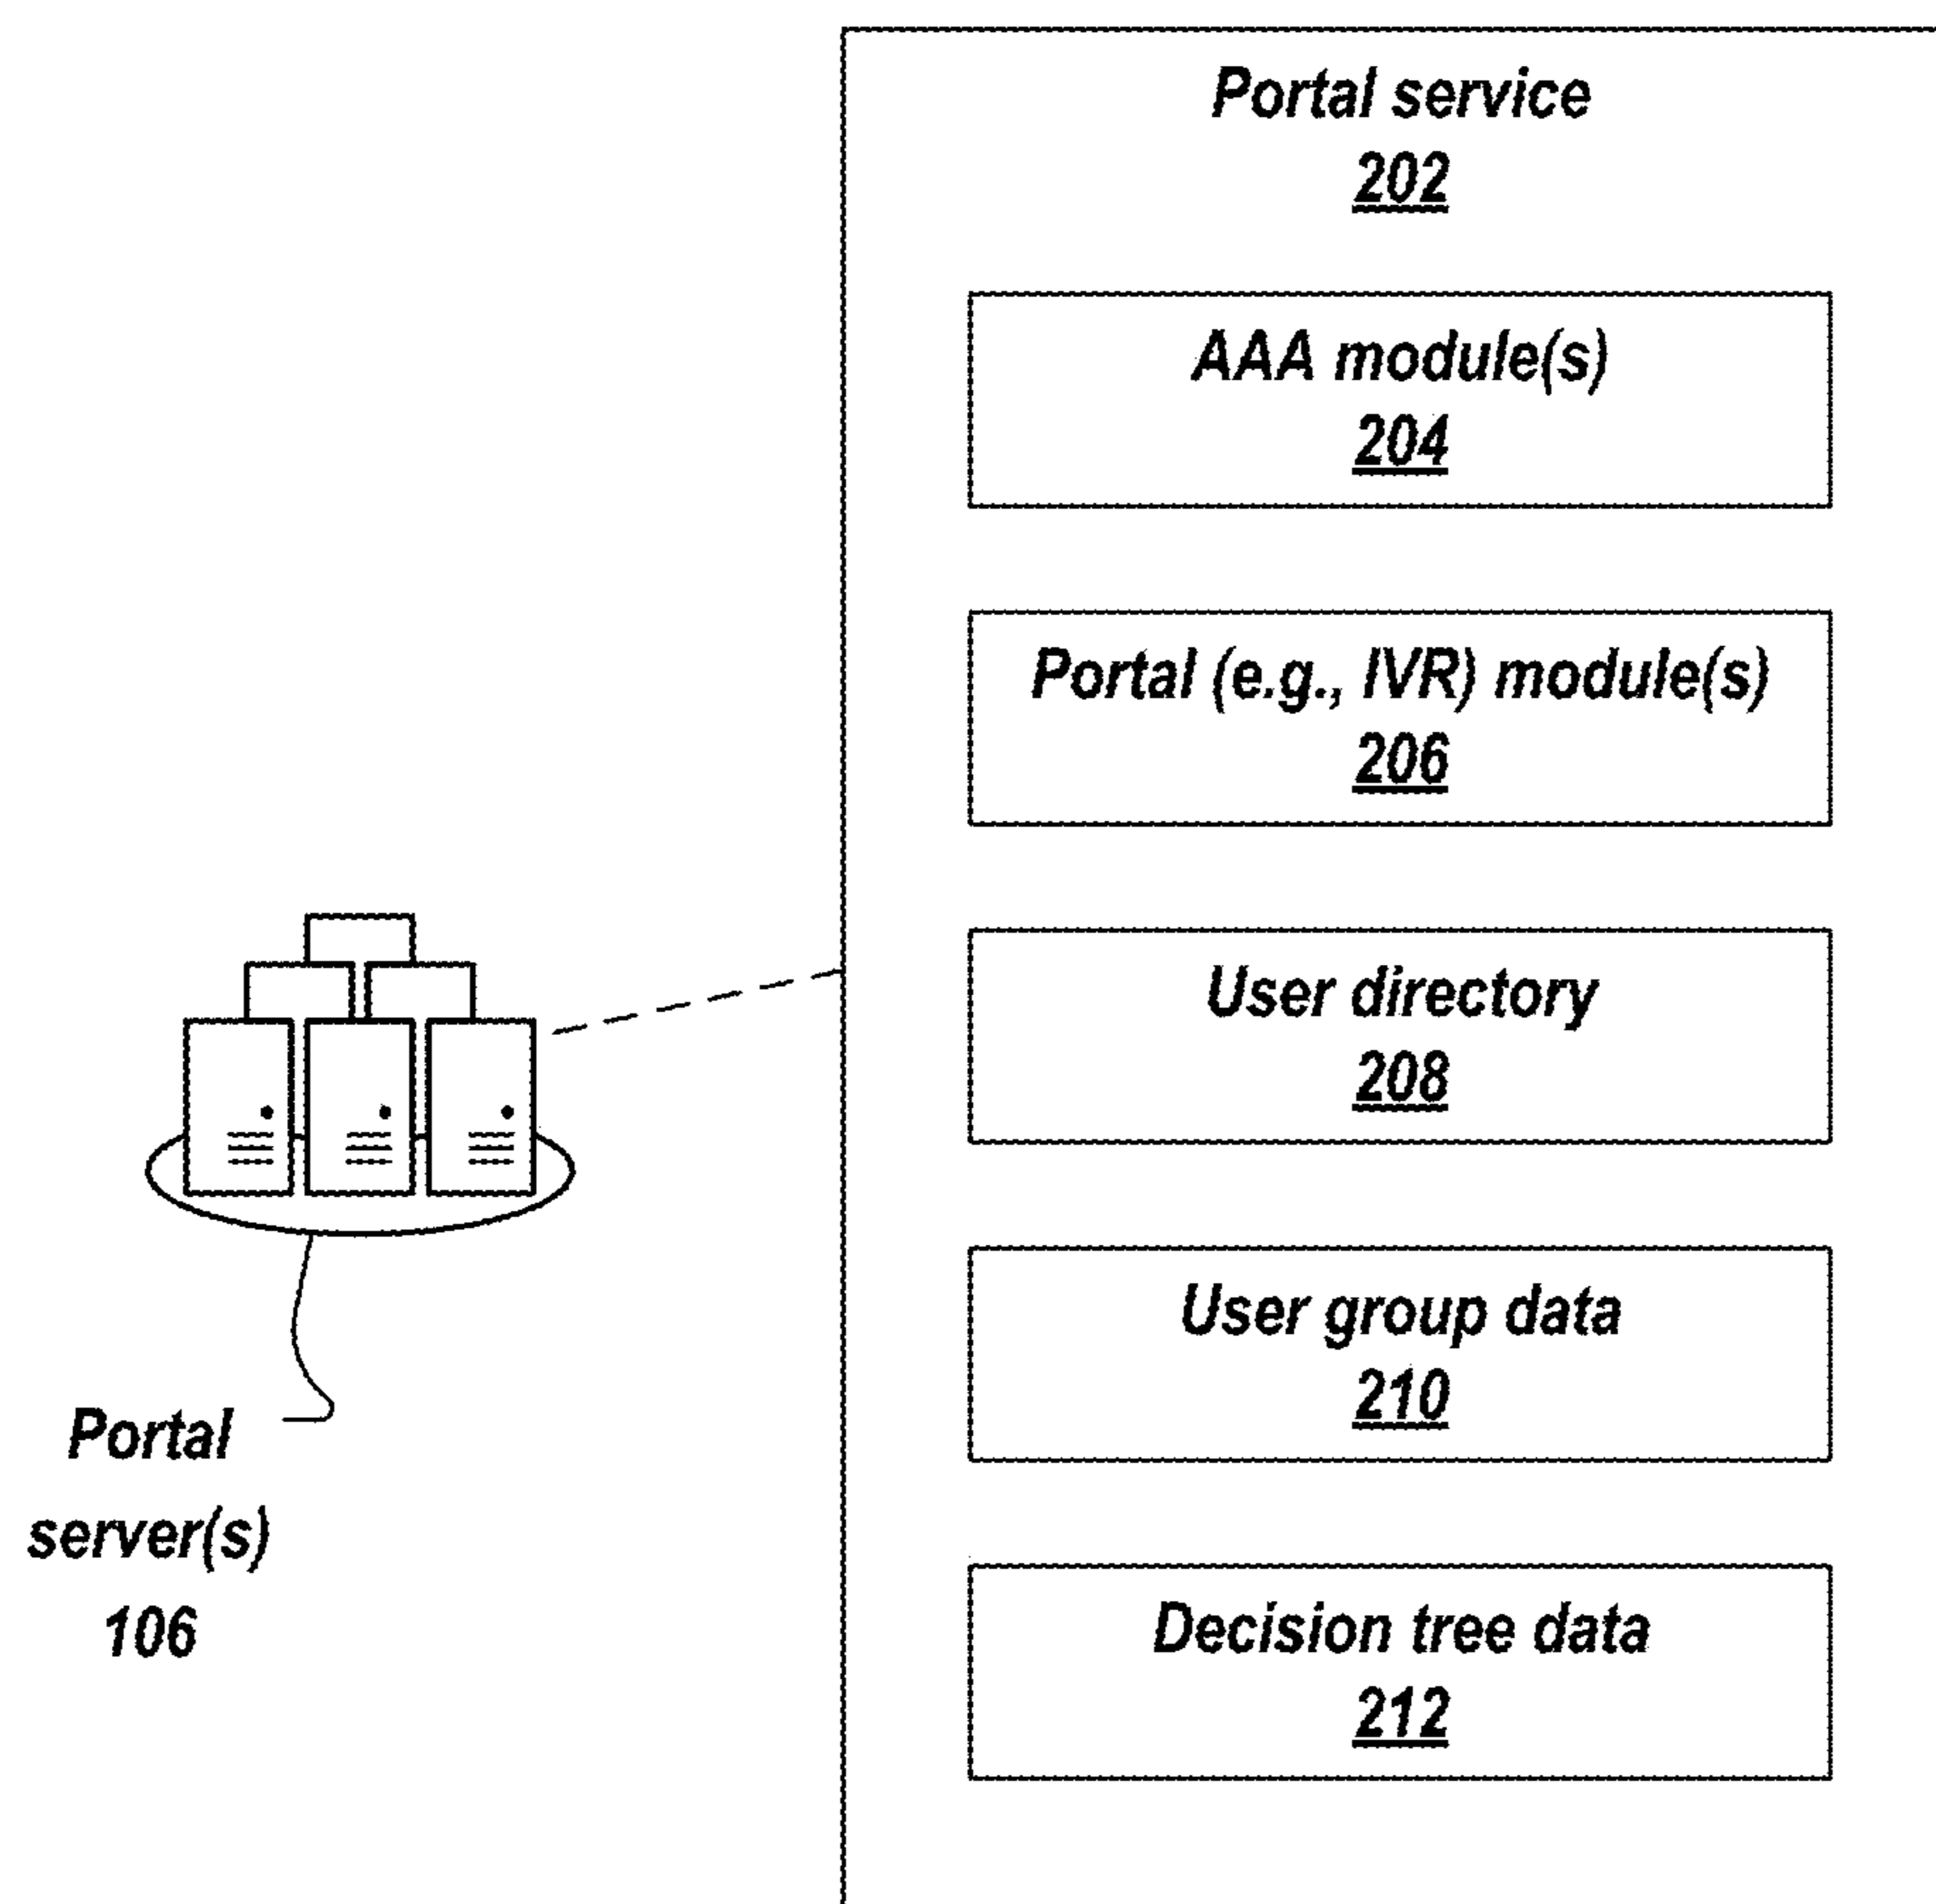 Portal service
202
AAA module(s)
204
Portal (e.g., IVR) module(s)
206
User directory
208
User group data
210
Decision tree data
212
Portal
server(s)
106